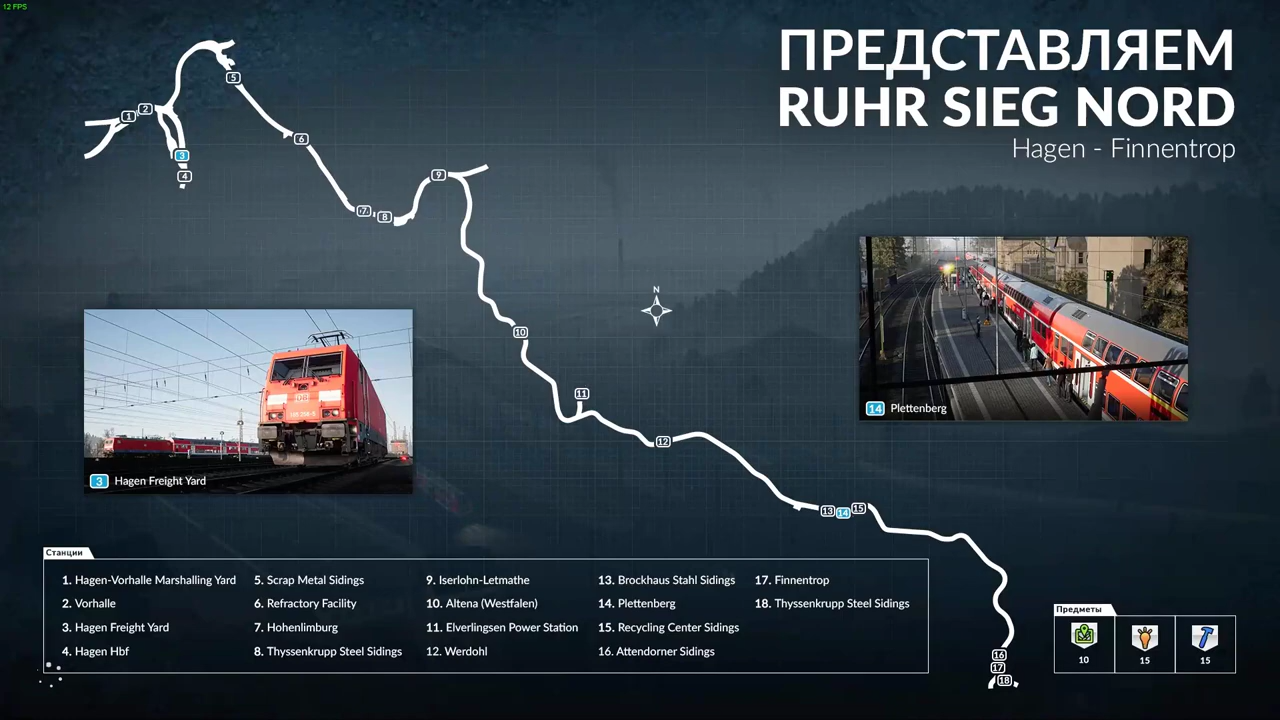 12 FPS
ПРЕДСТАВЛЯЕМ
RUHR SIEG NORD
Hagen - Finnentrop
1
2
3
4
5
6
7
8
9
N
10
11
12
13
14
15
16
17
18
3 Hagen Freight Yard
14 Plettenberg
Станции
1. Hagen-Vorhalle Marshalling Yard
2. Vorhalle
3. Hagen Freight Yard
4. Hagen Hbf
5. Scrap Metal Sidings
6. Refractory Facility
7. Hohenlimburg
8. Thyssenkrupp Steel Sidings
9. Iserlohn-Letmathe
10. Altena (Westfalen)
11. Elverlingsen Power Station
12. Werdohl
13. Brockhaus Stahl Sidings
14. Plettenberg
15. Recycling Center Sidings
16. Attendorner Sidings
17. Finnentrop
18. Thyssenkrupp Steel Sidings
Предметы
10
15
15